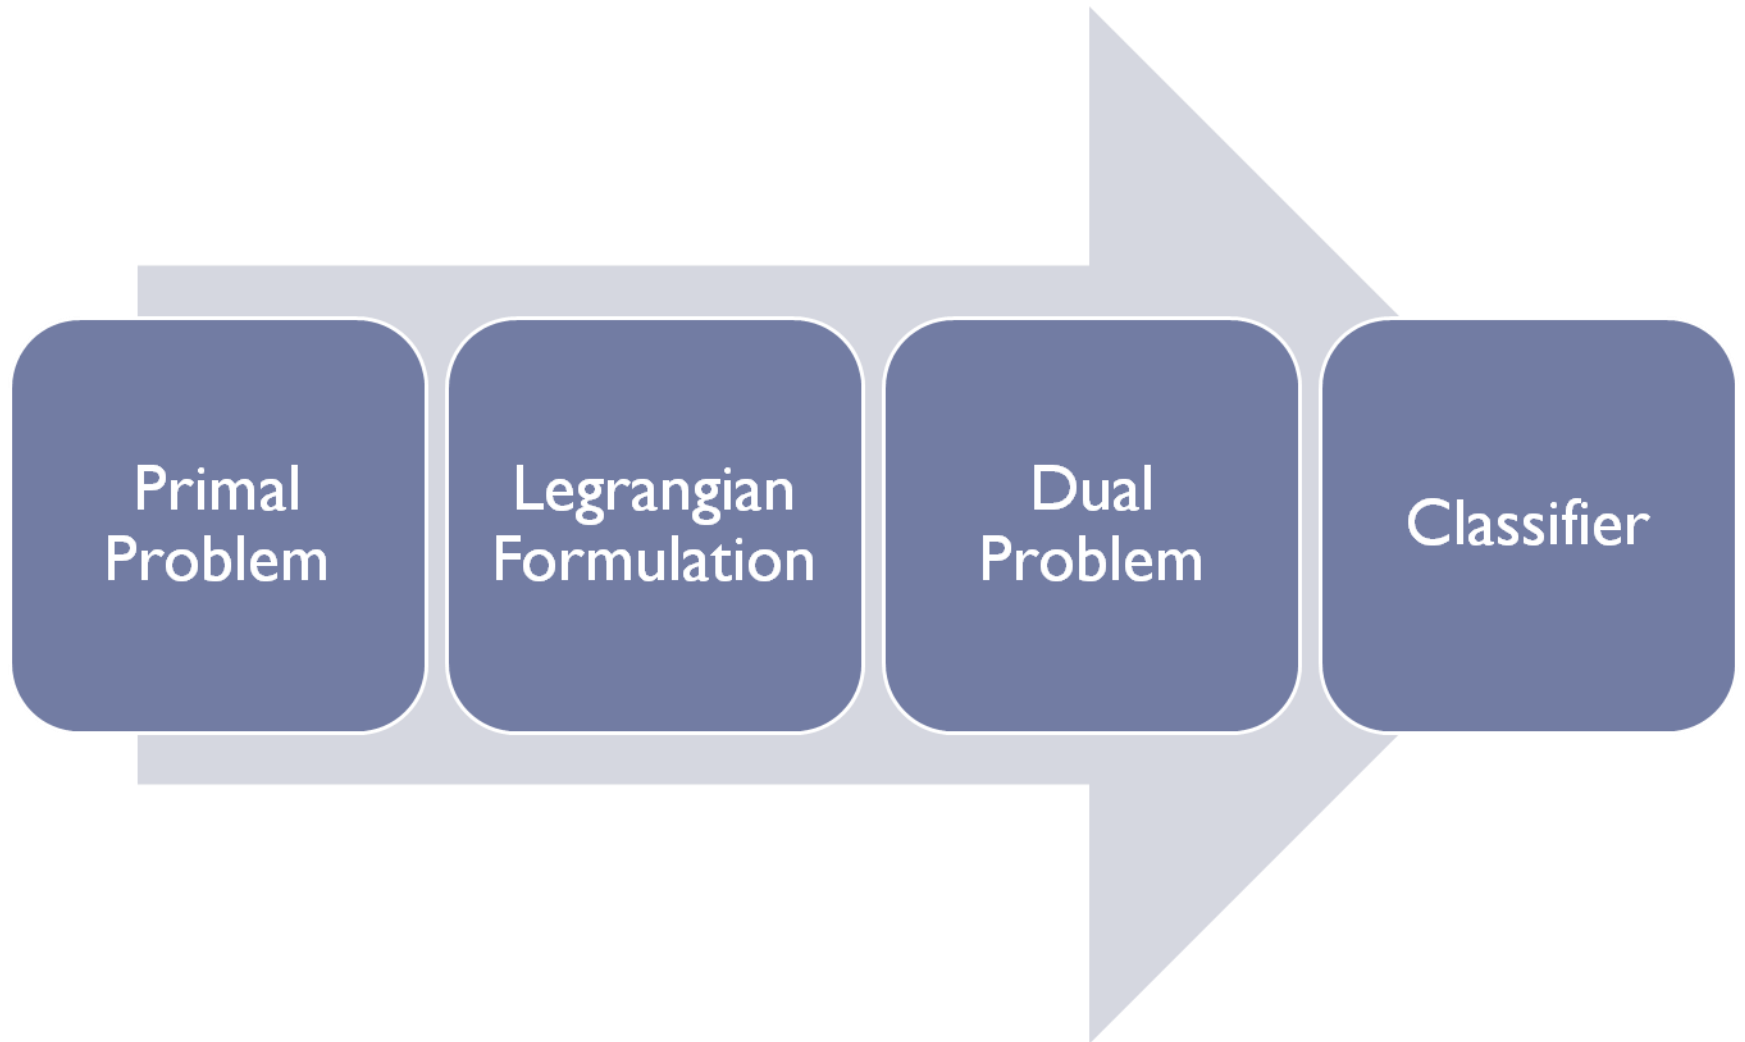 Primal
Problem
Legrangian
Formulation
Dual
Problem
Classifier